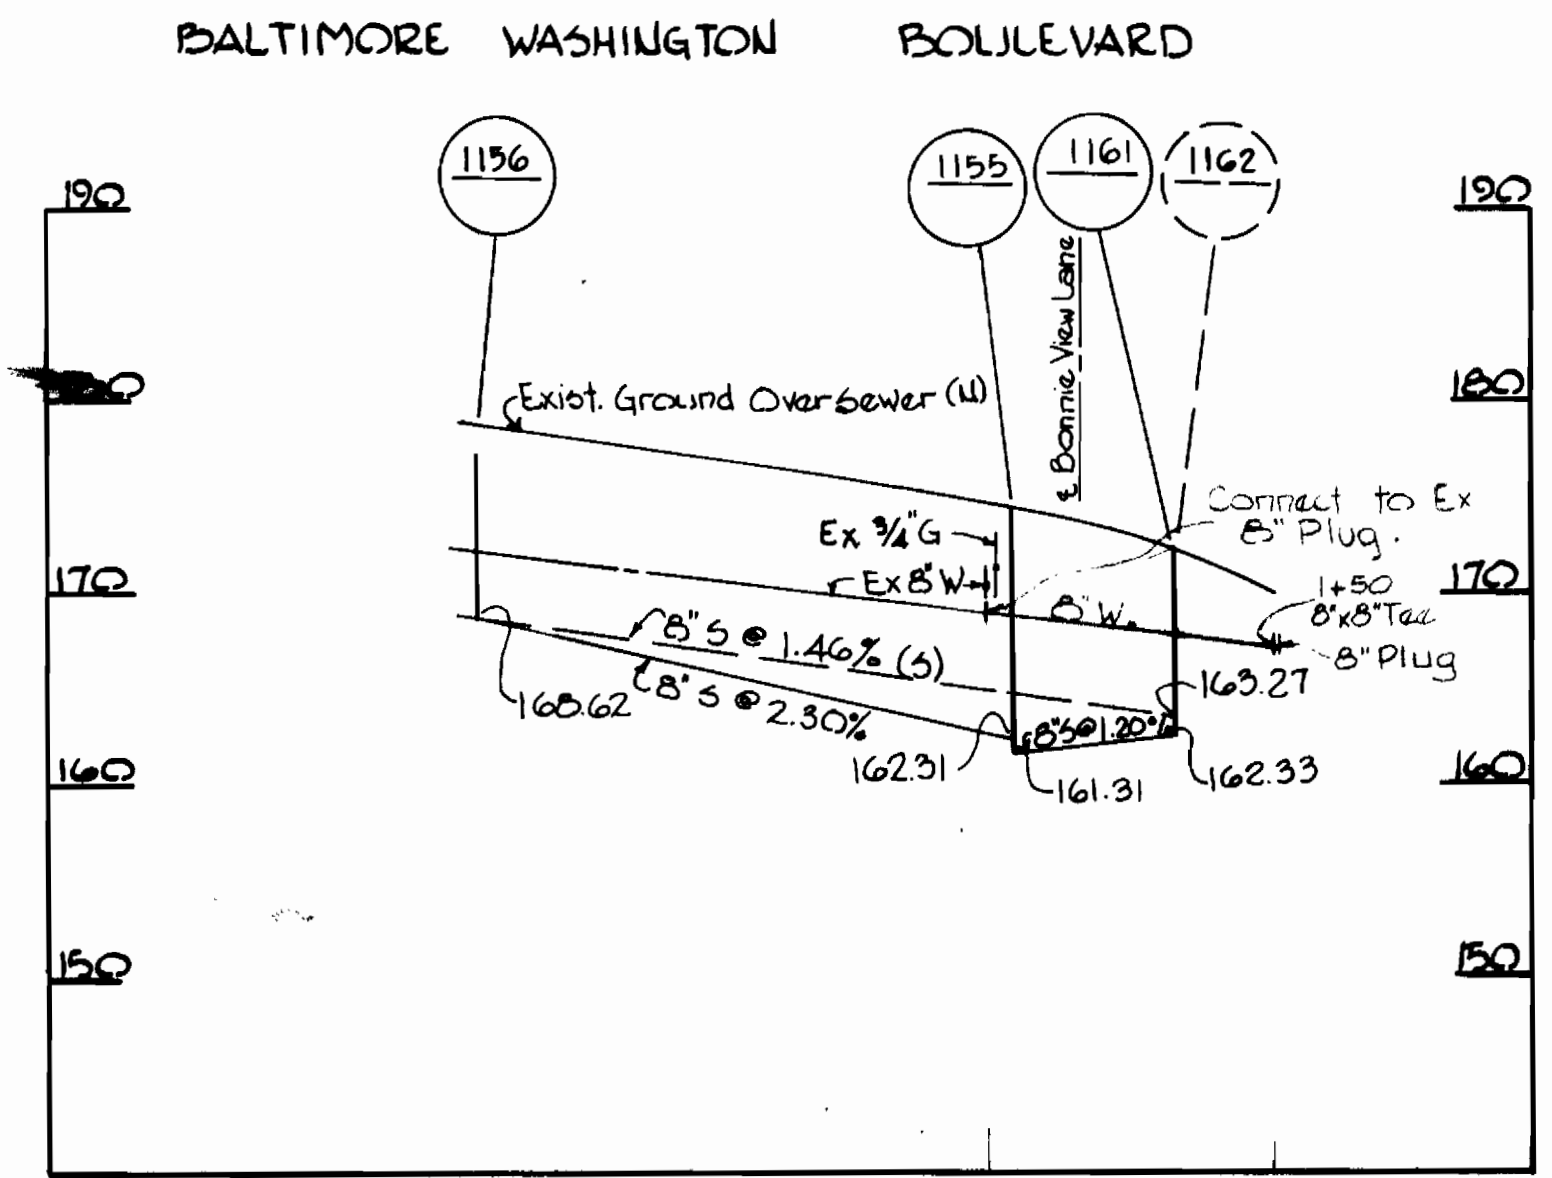 BALTIMORE WASHINGTON BOULEVARD
1156
1155
1161
1162
190
190
℄ Bonnie View Lane
180
Exist. Ground Over Sewer (N)
Connect to Ex
8" Plug.
Ex 3/4" G
Ex 8" W
170
170
8" W.
1+50
8"x8" Tee
8" Plug
8" S @ 1.46% (S)
8" S @ 2.30%
168.62
163.27
8" S @ 1.20%
162.31
161.31
162.33
160
160
150
150